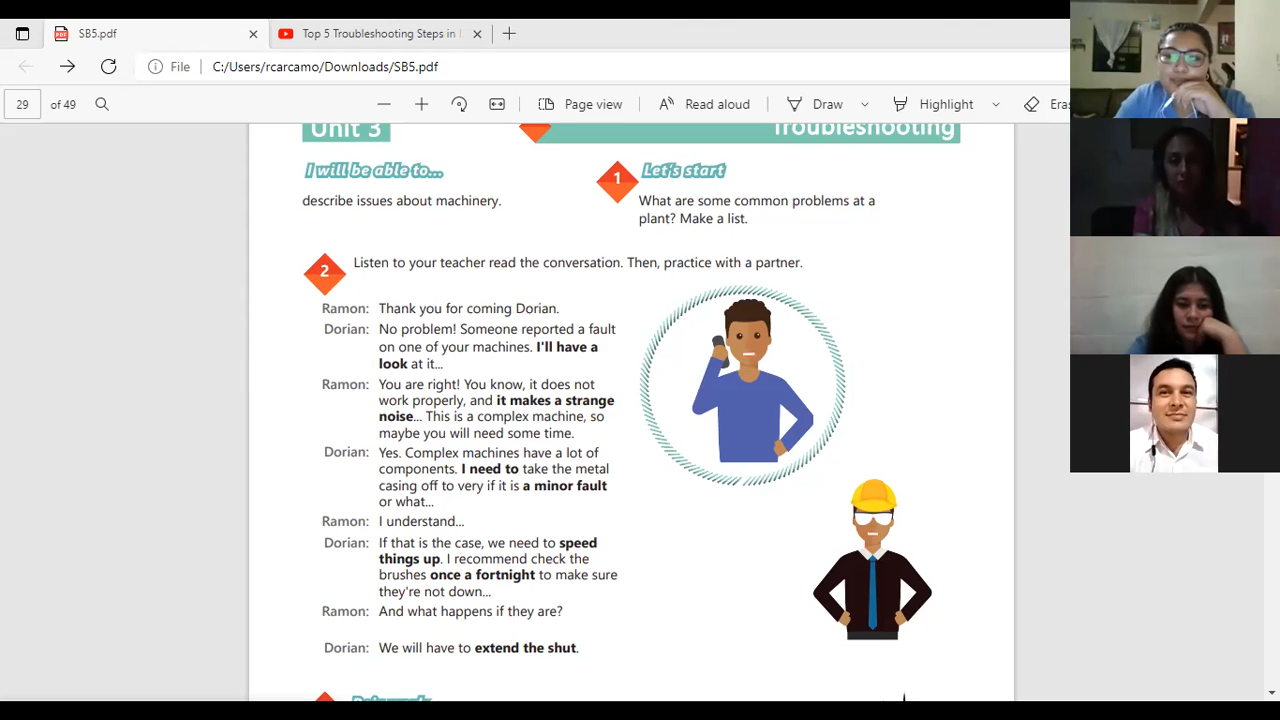 SB5.pdf
Top 5 Troubleshooting Steps in
File
C:/Users/rcarcamo/Downloads/SB5.pdf
29
of 49
Page view
Read aloud
Draw
Highlight
Eras
Unit 3
Troubleshooting
I will be able to...
describe issues about machinery.
1
Let's start
What are some common problems at a
plant? Make a list.
2
Listen to your teacher read the conversation. Then, practice with a partner.
Ramon: Thank you for coming Dorian.
Dorian: No problem! Someone reported a fault
on one of your machines. I'll have a
look at it...
Ramon: You are right! You know, it does not
work properly, and it makes a strange
noise... This is a complex machine, so
maybe you will need some time.
Dorian: Yes. Complex machines have a lot of
components. I need to take the metal
casing off to very if it is a minor fault
or what...
Ramon: I understand...
Dorian: If that is the case, we need to speed
things up. I recommend check the
brushes once a fortnight to make sure
they're not down...
Ramon: And what happens if they are?
Dorian: We will have to extend the shut.